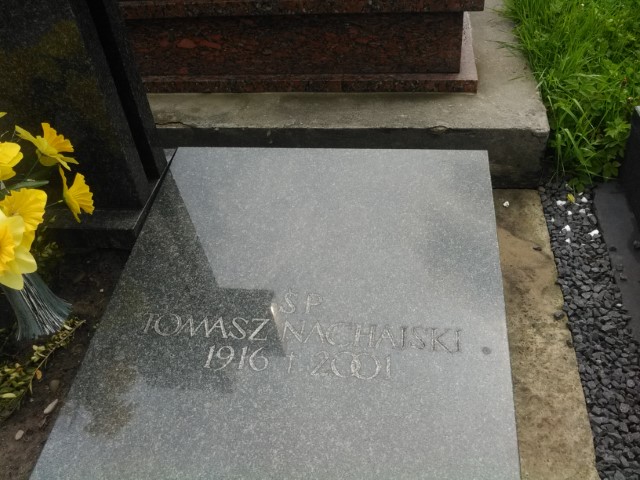 ŚP
TOMASZ NACHAJSKI
1916 † 2001